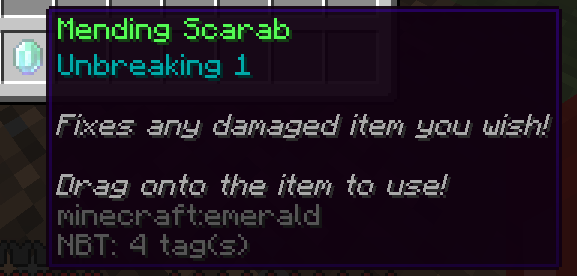 Mending Scarab
Unbreaking 1
Fixes any damaged item you wish!
Drag onto the item to use!
minecraft:emerald
NBT: 4 tag(s)